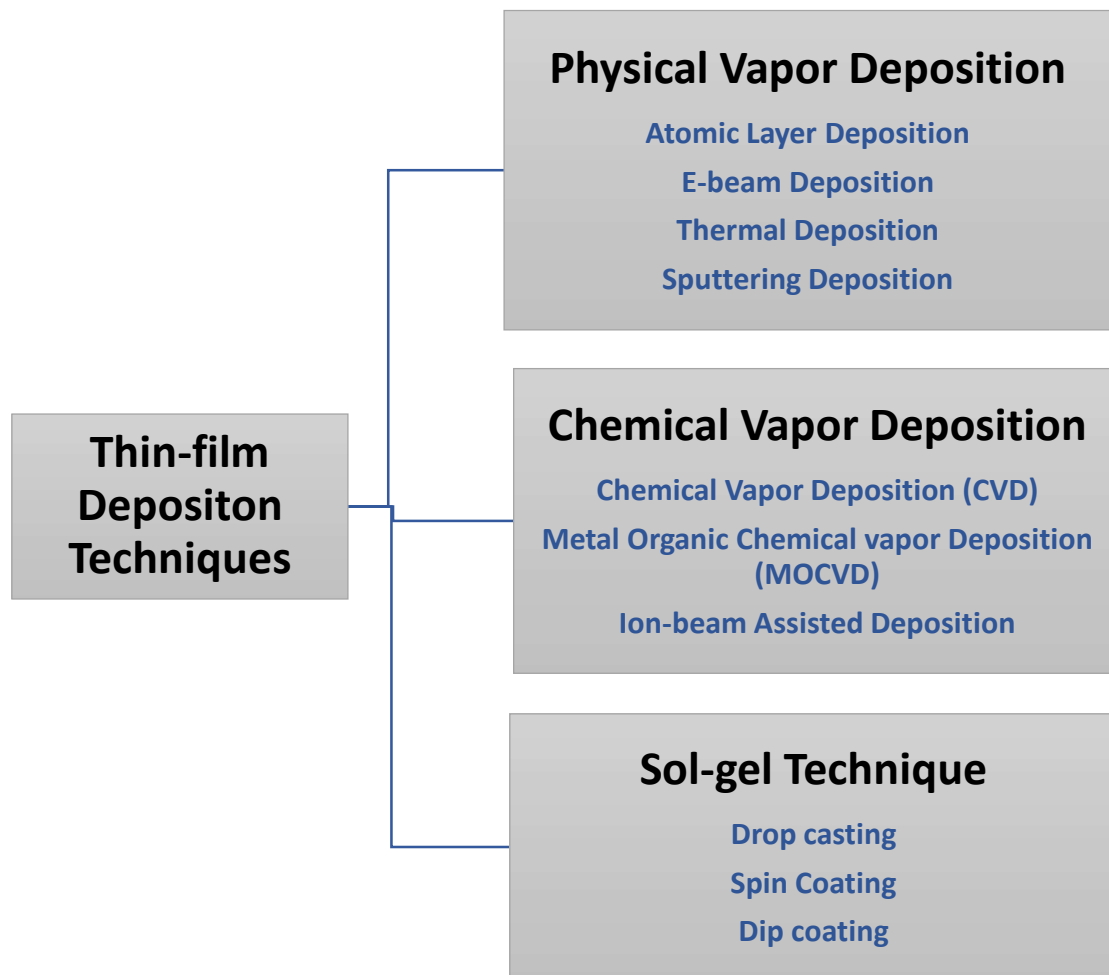 Physical Vapor Deposition
Atomic Layer Deposition
E-beam Deposition
Thermal Deposition
Sputtering Deposition
Thin-film
Depositon
Techniques
Chemical Vapor Deposition
Chemical Vapor Deposition (CVD)
Metal Organic Chemical vapor Deposition
(MOCVD)
Ion-beam Assisted Deposition
Sol-gel Technique
Drop casting
Spin Coating
Dip coating